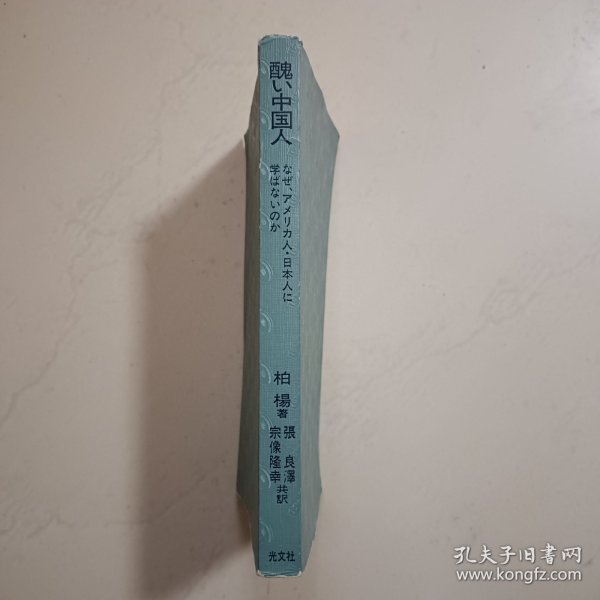 醜い中国人
なぜ、アメリカ人・日本人に
学ばないのか
柏楊著
張良澤
宗像隆幸
共訳
光文社
孔夫子旧书网
www.kongfz.com